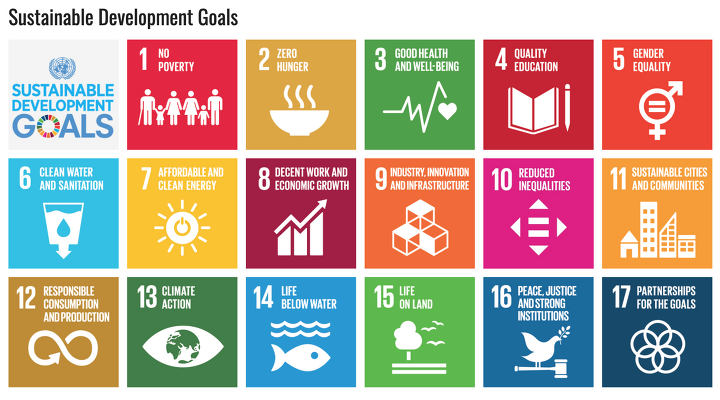 Sustainable Development Goals
SUSTAINABLE
DEVELOPMENT
GOALS
1 NO
POVERTY
2 ZERO
HUNGER
3 GOOD HEALTH
AND WELL-BEING
4 QUALITY
EDUCATION
5 GENDER
EQUALITY
6 CLEAN WATER
AND SANITATION
7 AFFORDABLE AND
CLEAN ENERGY
8 DECENT WORK AND
ECONOMIC GROWTH
9 INDUSTRY, INNOVATION
AND INFRASTRUCTURE
10 REDUCED
INEQUALITIES
11 SUSTAINABLE CITIES
AND COMMUNITIES
12 RESPONSIBLE
CONSUMPTION
AND PRODUCTION
13 CLIMATE
ACTION
14 LIFE
BELOW WATER
15 LIFE
ON LAND
16 PEACE, JUSTICE
AND STRONG
INSTITUTIONS
17 PARTNERSHIPS
FOR THE GOALS